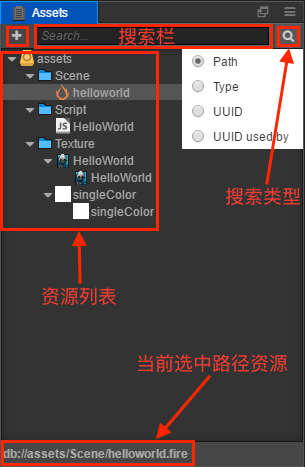 Assets
Search...
搜索栏
assets
Scene
helloworld
Script
JS
HelloWorld
Texture
HelloWorld
HelloWorld
singleColor
singleColor
Path
Type
UUID
UUID used by
搜索类型
资源列表
当前选中路径资源
db://assets/Scene/helloworld.fire